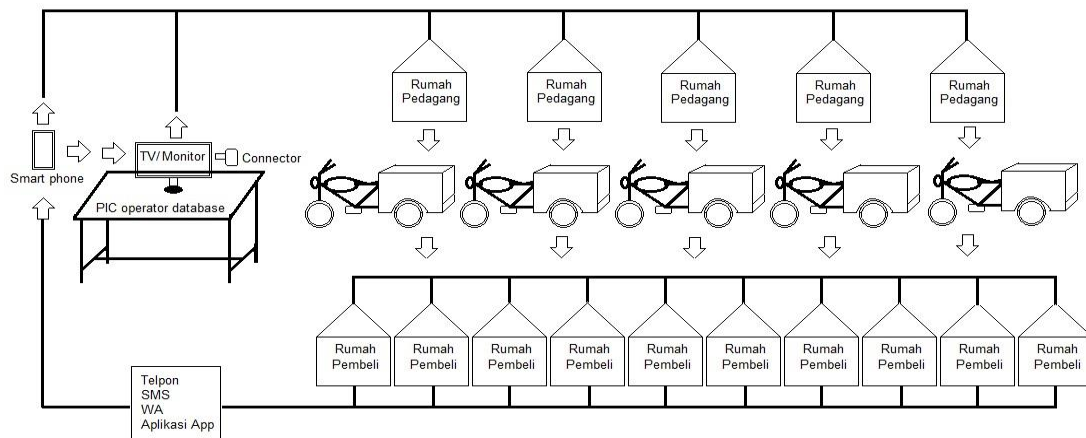 Rumah
Pedagang
Rumah
Pedagang
Rumah
Pedagang
Rumah
Pedagang
Rumah
Pedagang
Smart phone
TV/ Monitor
Connector
PIC operator database
Rumah
Pembeli
Rumah
Pembeli
Rumah
Pembeli
Rumah
Pembeli
Rumah
Pembeli
Rumah
Pembeli
Rumah
Pembeli
Rumah
Pembeli
Rumah
Pembeli
Rumah
Pembeli
Telpon
SMS
WA
Aplikasi App